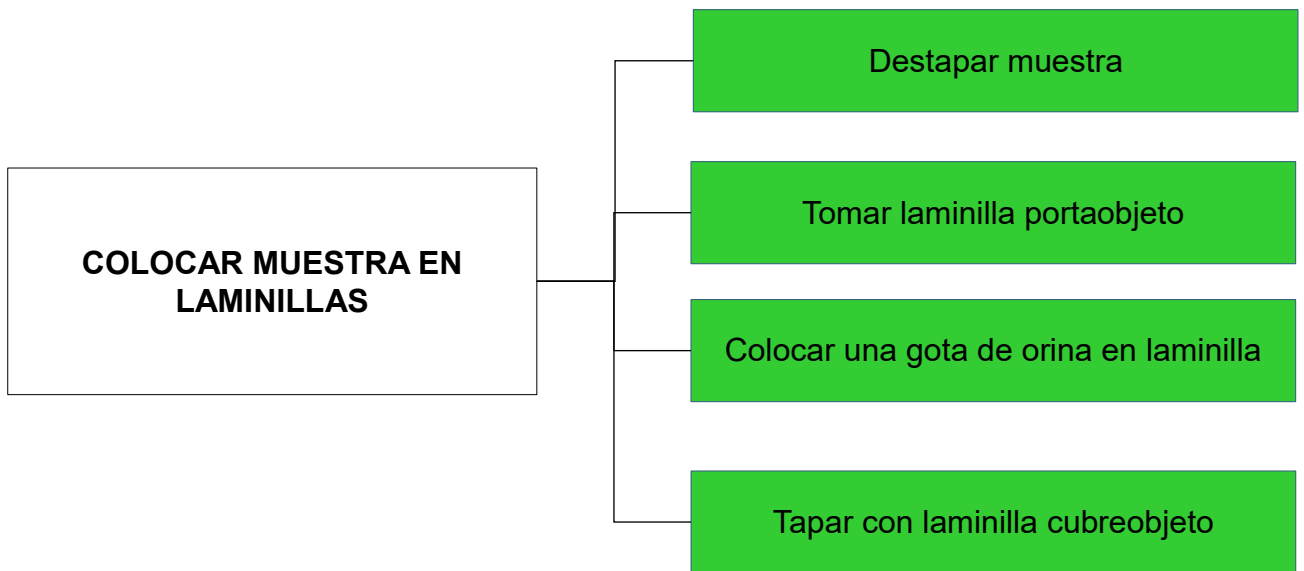 COLOCAR MUESTRA EN
LAMINILLAS
Destapar muestra
Tomar laminilla portaobjeto
Colocar una gota de orina en laminilla
Tapar con laminilla cubreobjeto